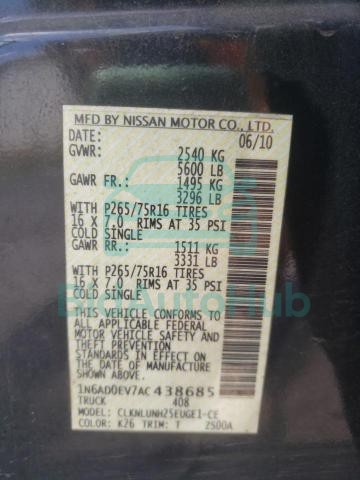 MFD BY NISSAN MOTOR CO., LTD.
DATE: 06/10
GVWR: 2540 KG
5600 LB
GAWR FR.: 1495 KG
3296 LB
WITH P265/75R16 TIRES
16 X 7.0 RIMS AT 35 PSI
COLD SINGLE
GAWR RR.: 1511 KG
3331 LB
WITH P265/75R16 TIRES
16 X 7.0 RIMS AT 35 PSI
COLD SINGLE
THIS VEHICLE CONFORMS TO
ALL APPLICABLE FEDERAL
MOTOR VEHICLE SAFETY
AND THEFT PREVENTION
STANDARDS IN EFFECT ON
THE DATE OF MANUFACTURE
SHOWN ABOVE.
1N6AD0EV7AC438685
TRUCK 408
MODEL: CLKNLUNH25EUGE1-CE
COLOR: K26 TRIM: T 2500A